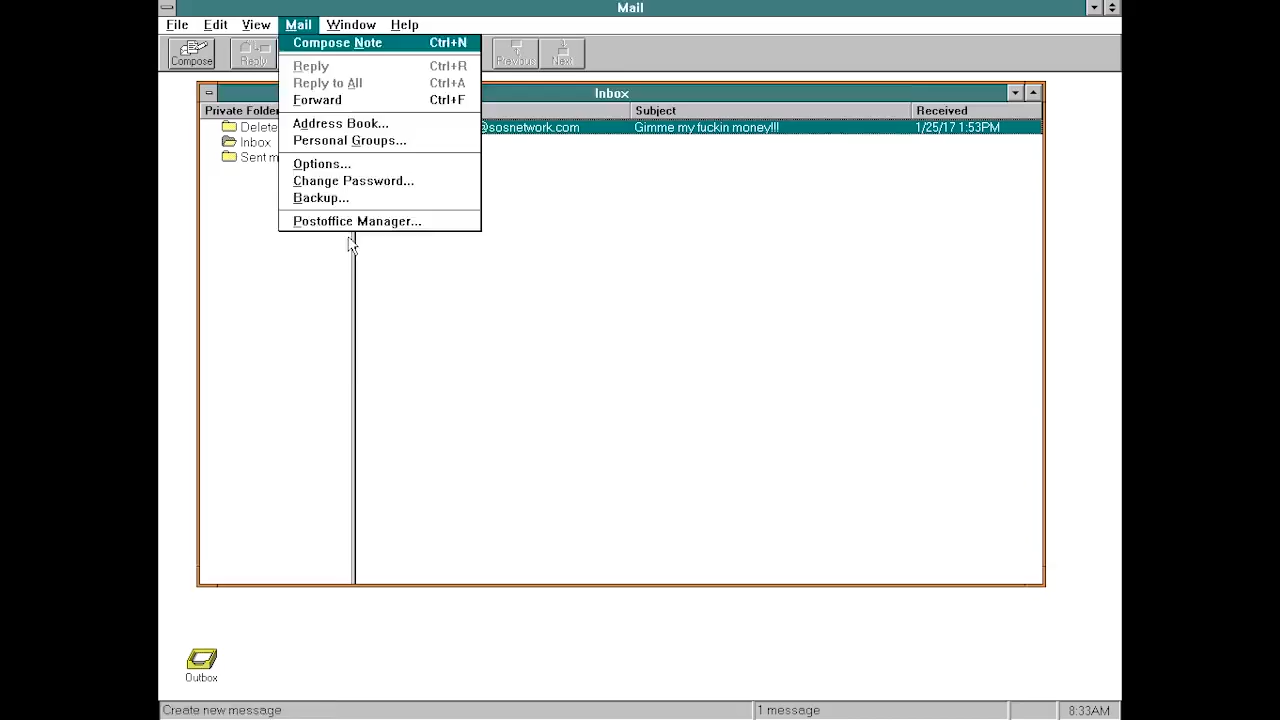 Mail
File Edit View Mail Window Help
Compose Reply Previous Next
Compose Note Ctrl+N
Reply Ctrl+R
Reply to All Ctrl+A
Forward Ctrl+F
Address Book...
Personal Groups...
Options...
Change Password...
Backup...
Postoffice Manager...
Inbox
Private Folder Subject Received
Delete
Inbox
Sent m
@sosnetwork.com Gimme my fuckin money!!! 1/25/17 1:53PM
Outbox
Create new message 1 message 8:33AM